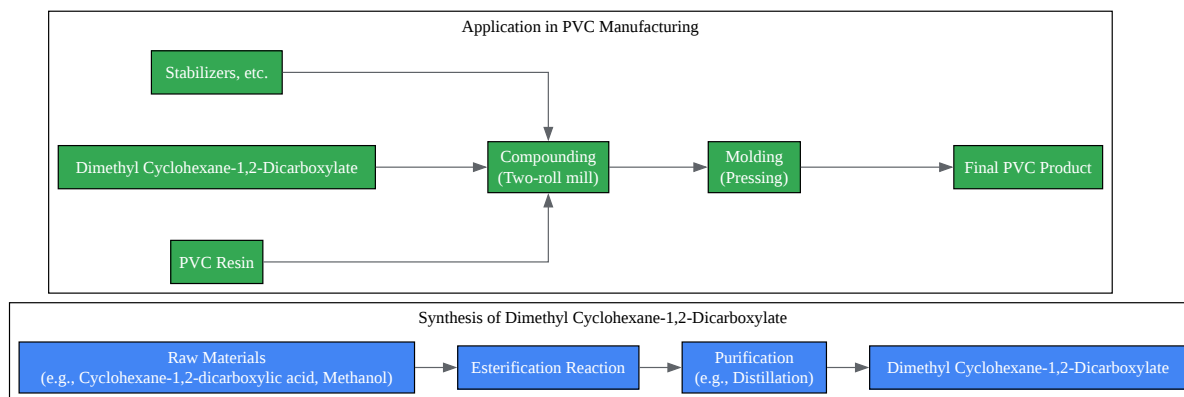 Application in PVC Manufacturing
Stabilizers, etc.
Dimethyl Cyclohexane-1,2-Dicarboxylate
Compounding
(Two-roll mill)
Molding
(Pressing)
Final PVC Product
PVC Resin
Synthesis of Dimethyl Cyclohexane-1,2-Dicarboxylate
Raw Materials
(e.g., Cyclohexane-1,2-dicarboxylic acid, Methanol)
Esterification Reaction
Purification
(e.g., Distillation)
Dimethyl Cyclohexane-1,2-Dicarboxylate